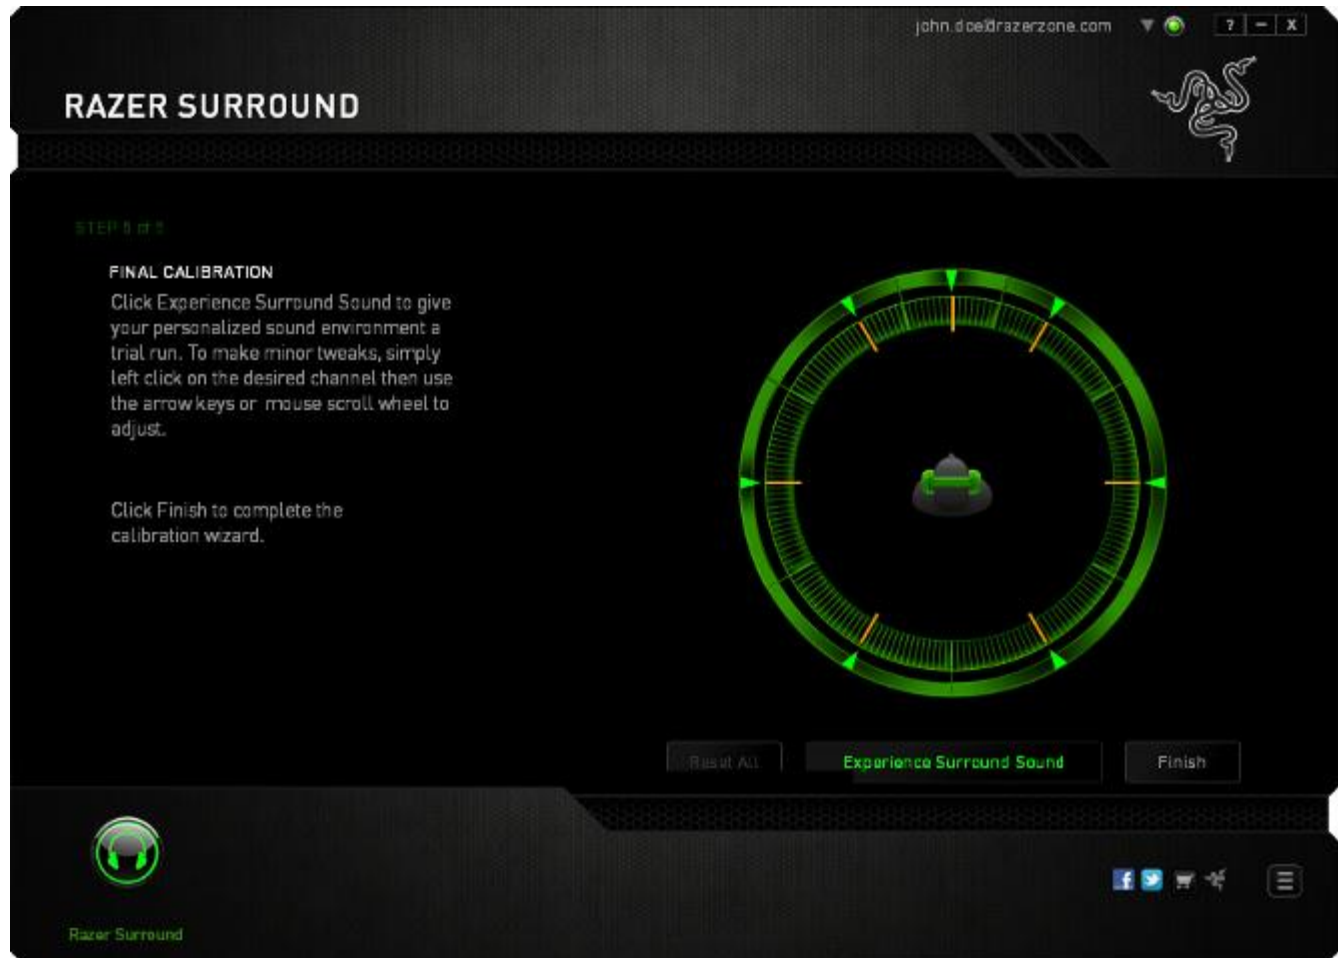 john.doe@razerzone.com
? – X
RAZER SURROUND
STEP of
FINAL CALIBRATION
Click Experience Surround Sound to give
your personalized sound environment a
trial run. To make minor tweaks, simply
left click on the desired channel then use
the arrow keys or mouse scroll wheel to
adjust.
Click Finish to complete the
calibration wizard.
Reset All
Experience Surround Sound
Finish
Razer Surround